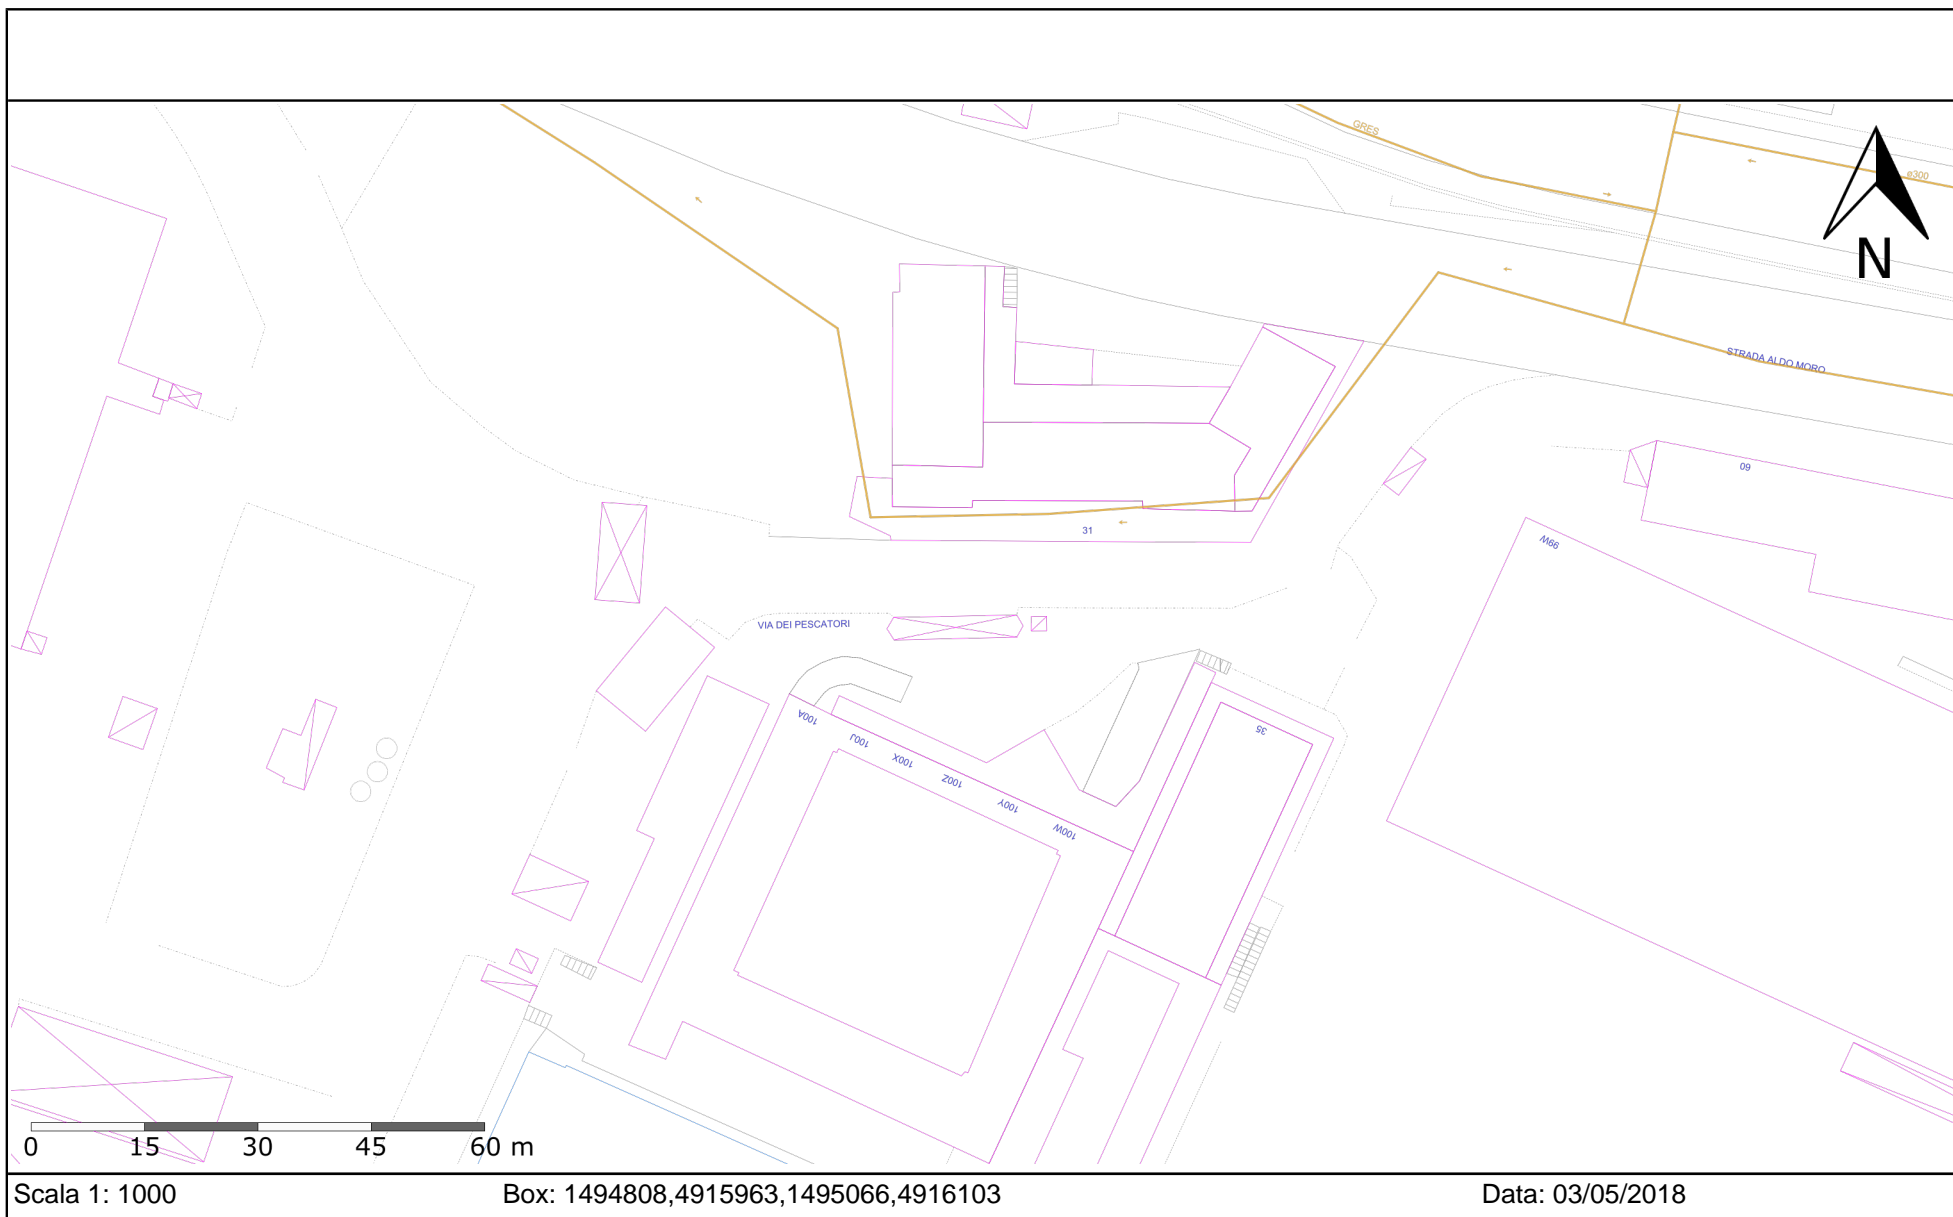 GRES
ø300
N
STRADA ALDO MORO
09
99W
31
VIA DEI PESCATORI
100A
100J
100X
100Z
100Y
100W
35
0 15 30 45 60 m
Scala 1: 1000 Box: 1494808,4915963,1495066,4916103 Data: 03/05/2018